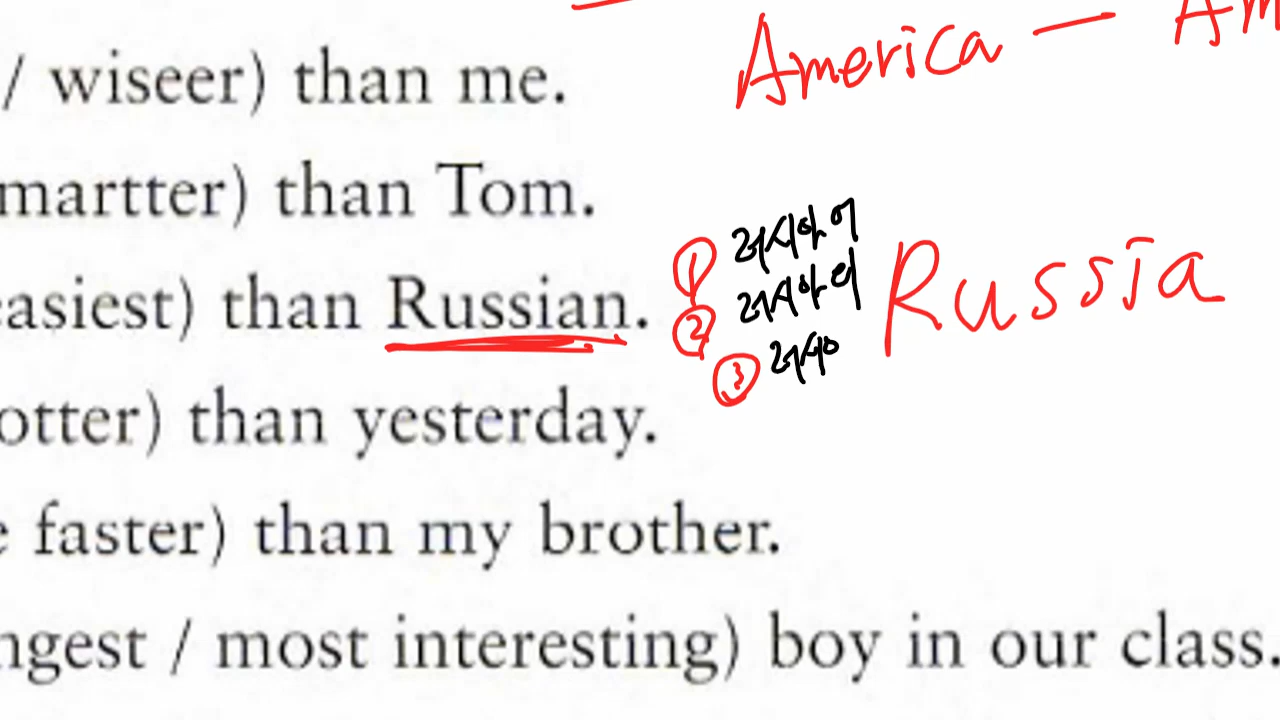 America — Am
/ wiseer) than me.
martter) than Tom.
① 러시아어
easiest) than Russian.
② 러시아의
Russia
③ 러시아
otter) than yesterday.
e faster) than my brother.
ngest / most interesting) boy in our class.